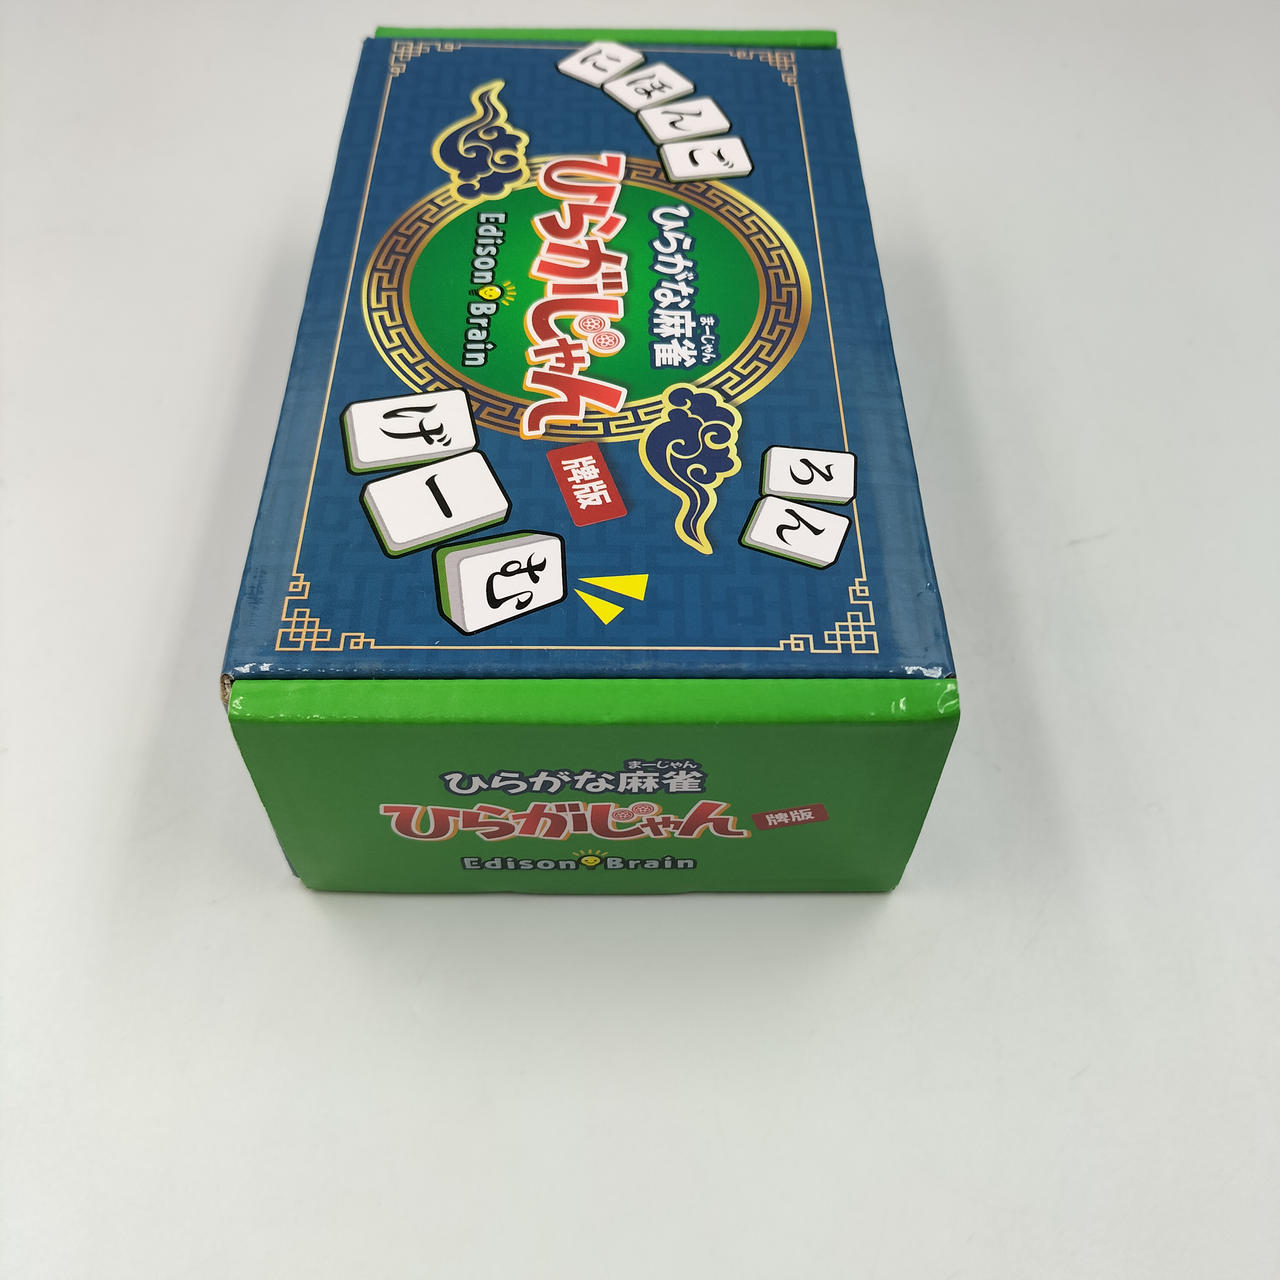 にほんご
まーじゃん
ひらがな麻雀
ひらがじゃん
Edison Brain
牌版
ろん
げーむ
まーじゃん
ひらがな麻雀
ひらがじゃん
牌版
Edison Brain